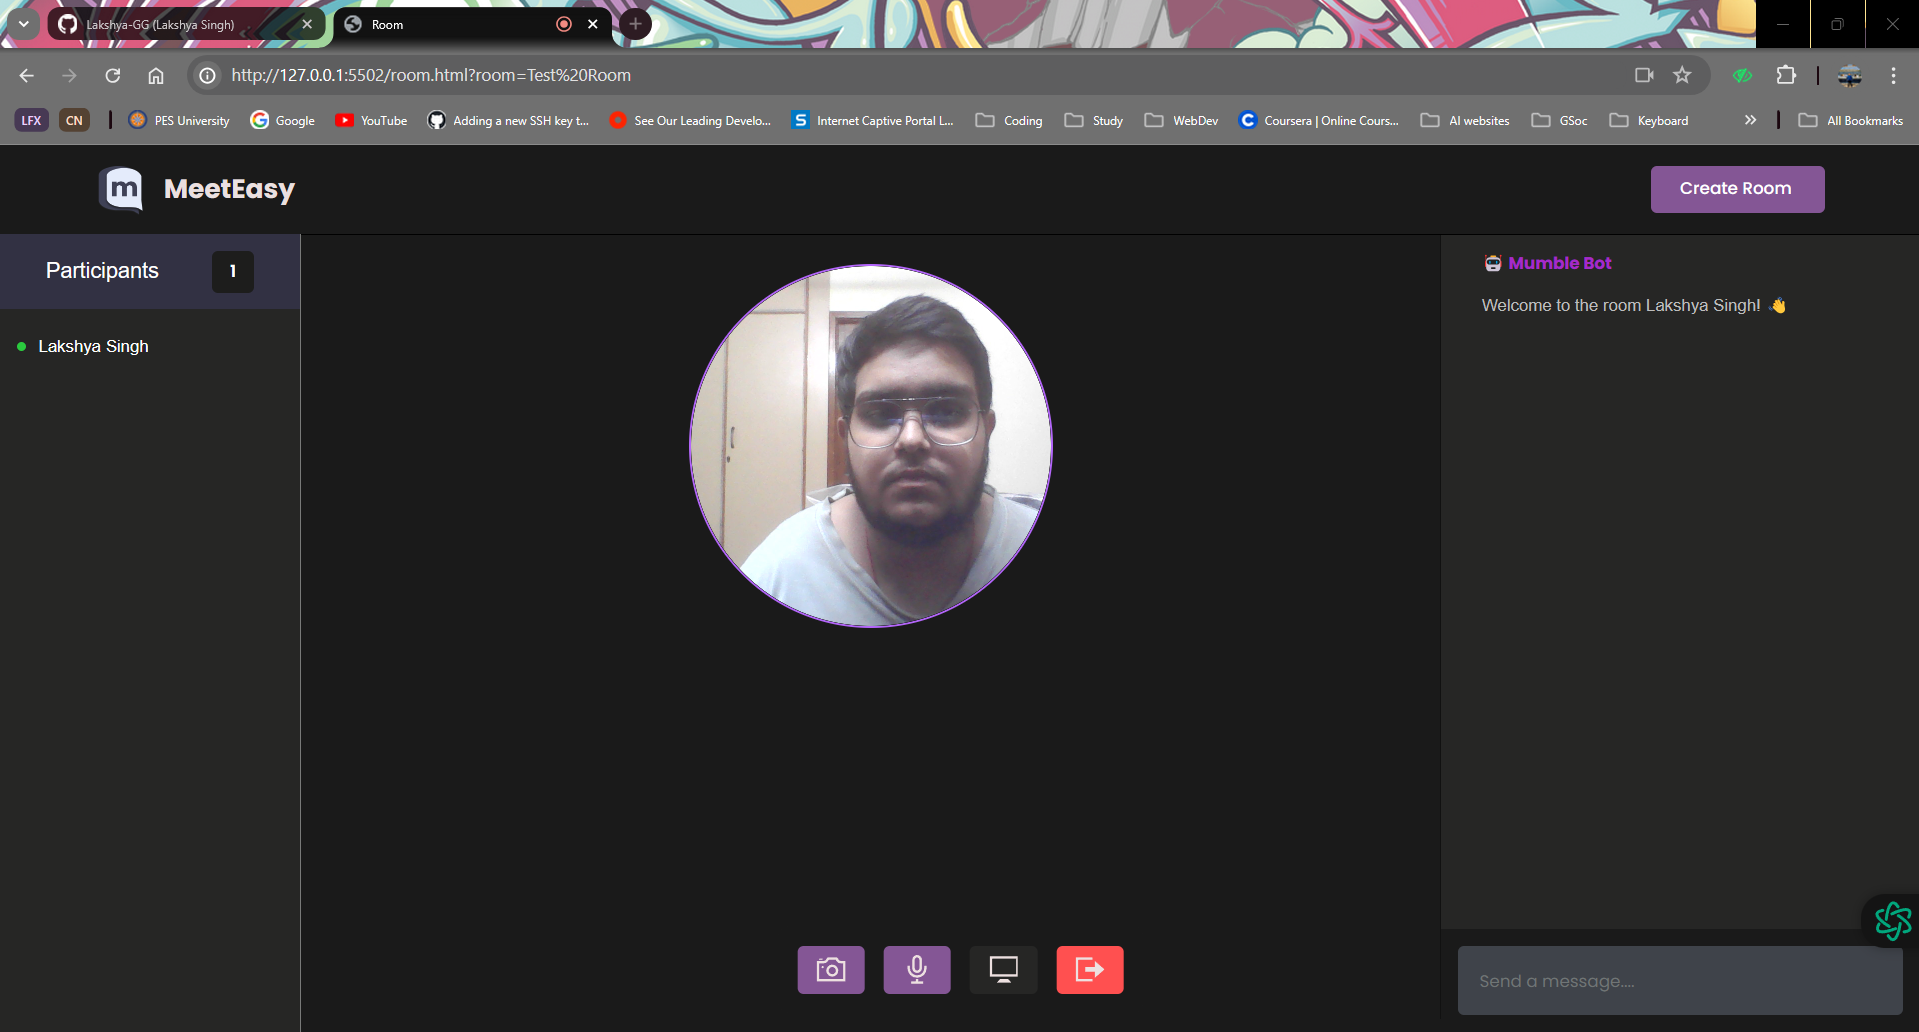 Lakshya-GG (Lakshya Singh)
Room
http://127.0.0.1:5502/room.html?room=Test%20Room
LFX CN PES University Google YouTube Adding a new SSH key t... See Our Leading Develo... Internet Captive Portal L... Coding Study WebDev Coursera | Online Cours... AI websites GSoc Keyboard All Bookmarks
m MeetEasy
Create Room
Participants 1
Lakshya Singh
Mumble Bot
Welcome to the room Lakshya Singh! 👋
Send a message....